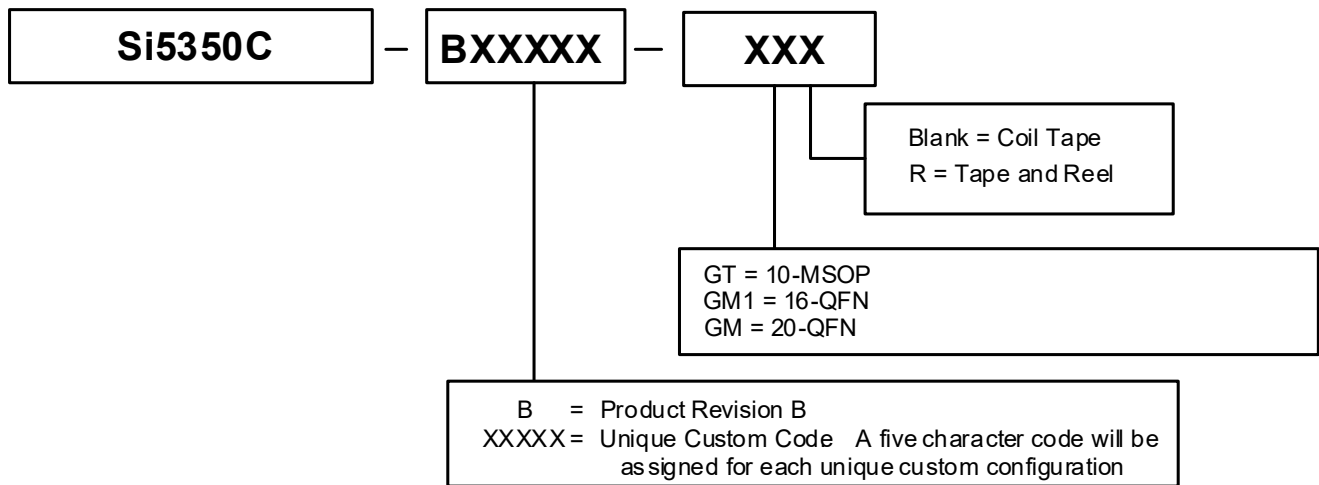 Si5350C – BXXXXX – XXX
Blank = Coil Tape
R = Tape and Reel
GT = 10-MSOP
GM1 = 16-QFN
GM = 20-QFN
B = Product Revision B
XXXXX = Unique Custom Code A five character code will be
assigned for each unique custom configuration